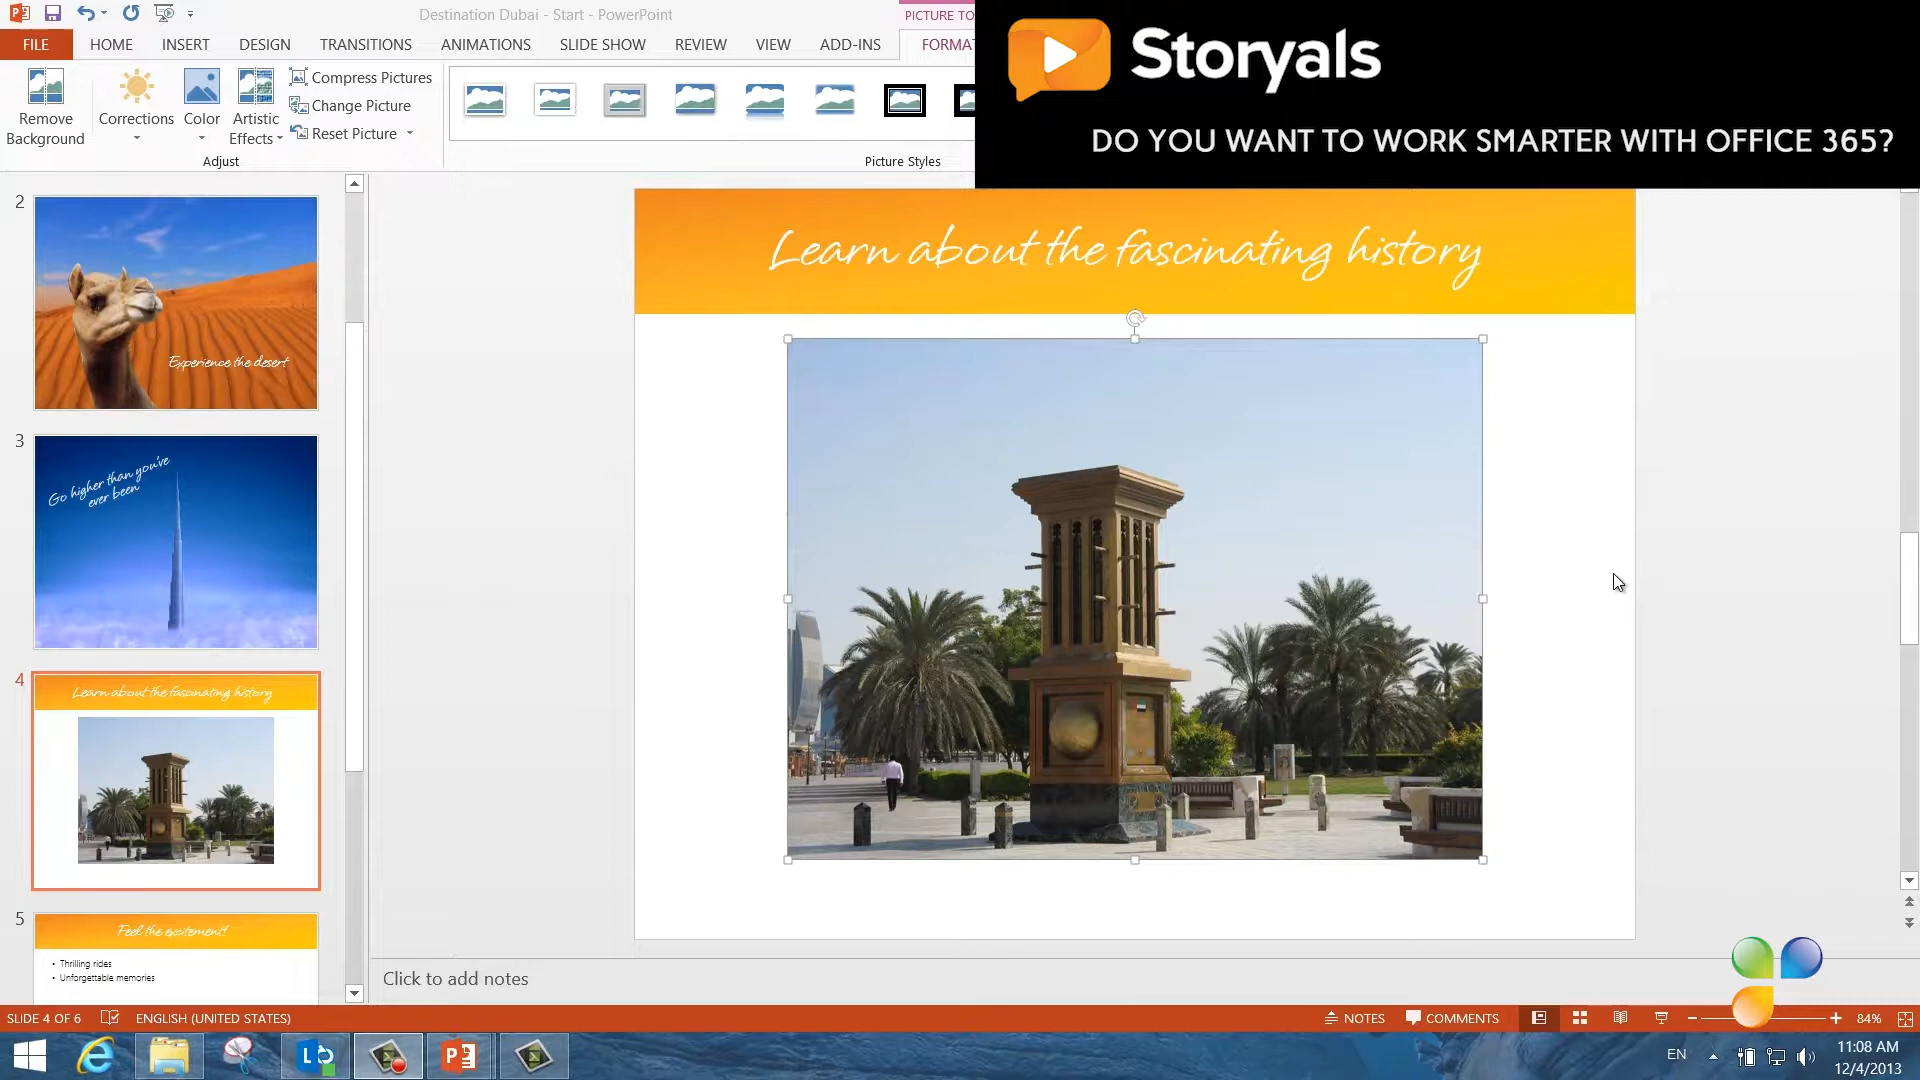 Destination Dubai - Start - PowerPoint
PICTURE TO
FILE
HOME
INSERT
DESIGN
TRANSITIONS
ANIMATIONS
SLIDE SHOW
REVIEW
VIEW
ADD-INS
FORMA
Storyals
DO YOU WANT TO WORK SMARTER WITH OFFICE 365?
Remove
Background
Corrections
Color
Artistic
Effects
Compress Pictures
Change Picture
Reset Picture
Adjust
Picture Styles
2
Experience the desert
3
Go higher than you've
ever been
4
Learn about the fascinating history
5
Feel the excitement!
• Thrilling rides
• Unforgettable memories
Learn about the fascinating history
Click to add notes
SLIDE 4 OF 6
ENGLISH (UNITED STATES)
NOTES
COMMENTS
84%
EN
11:08 AM
12/4/2013